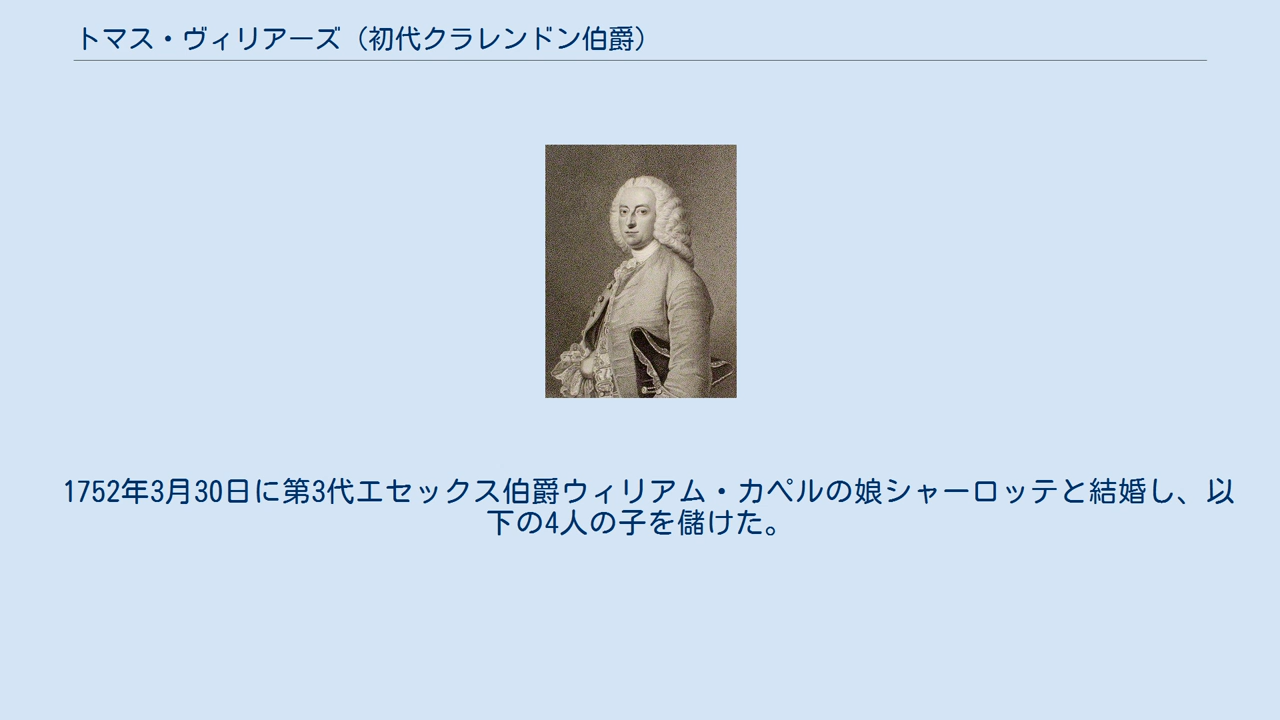 トマス・ヴィリアーズ（初代クラレンドン伯爵）
1752年3月30日に第3代エセックス伯爵ウィリアム・カペルの娘シャーロッテと結婚し、以
下の4人の子を儲けた。